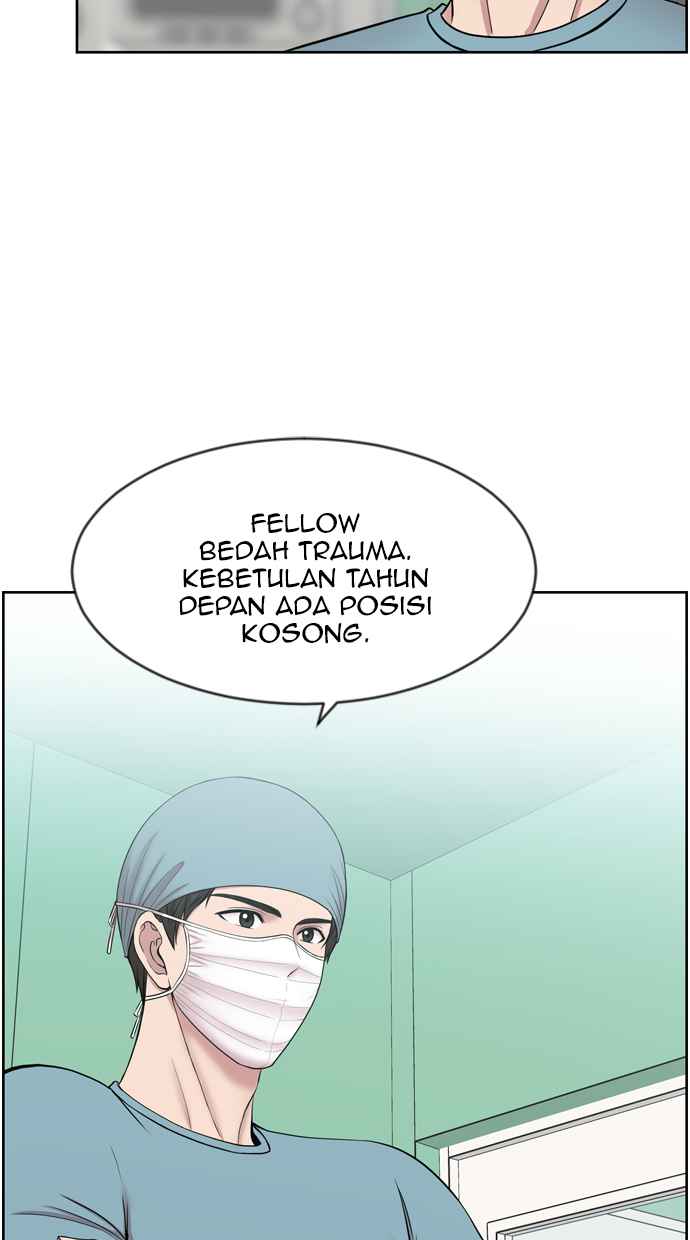 FELLOW
BEDAH TRAUMA.
KEBETULAN TAHUN
DEPAN ADA POSISI
KOSONG.